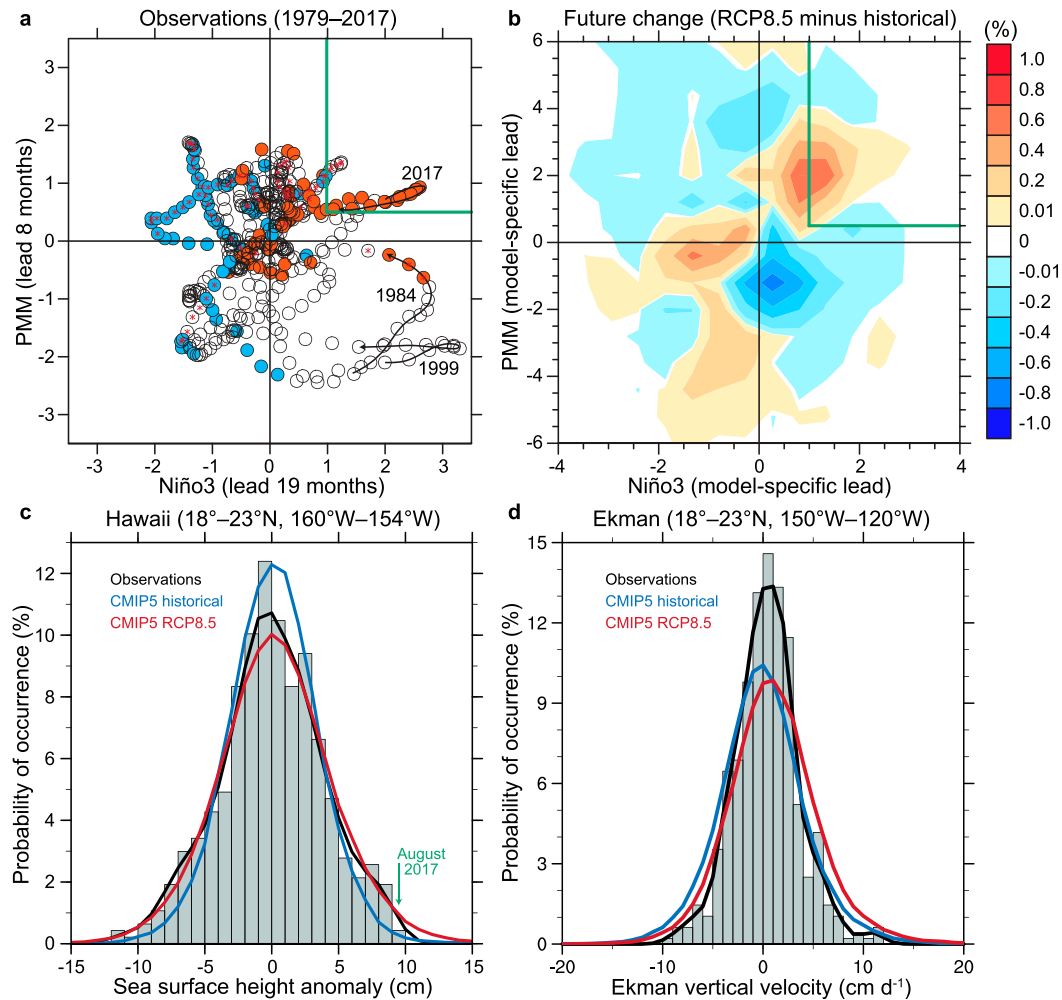 a Observations (1979–2017)
PMM (lead 8 months)
3
2
1
0
-1
-2
-3
2017
1984
1999
-3 -2 -1 0 1 2 3
Niño3 (lead 19 months)
b Future change (RCP8.5 minus historical)
PMM (model-specific lead)
6
4
2
0
-2
-4
-6
-4 -2 0 2 4
Niño3 (model-specific lead)
(%)
1.0
0.8
0.6
0.4
0.2
0.01
0
-0.01
-0.2
-0.4
-0.6
-0.8
-1.0
c Hawaii (18°–23°N, 160°W–154°W)
Probability of occurrence (%)
12
10
8
6
4
2
0
Observations
CMIP5 historical
CMIP5 RCP8.5
August
2017
-15 -10 -5 0 5 10 15
Sea surface height anomaly (cm)
d Ekman (18°–23°N, 150°W–120°W)
Probability of occurrence (%)
15
12
9
6
3
0
Observations
CMIP5 historical
CMIP5 RCP8.5
-20 -10 0 10 20
Ekman vertical velocity (cm d⁻¹)